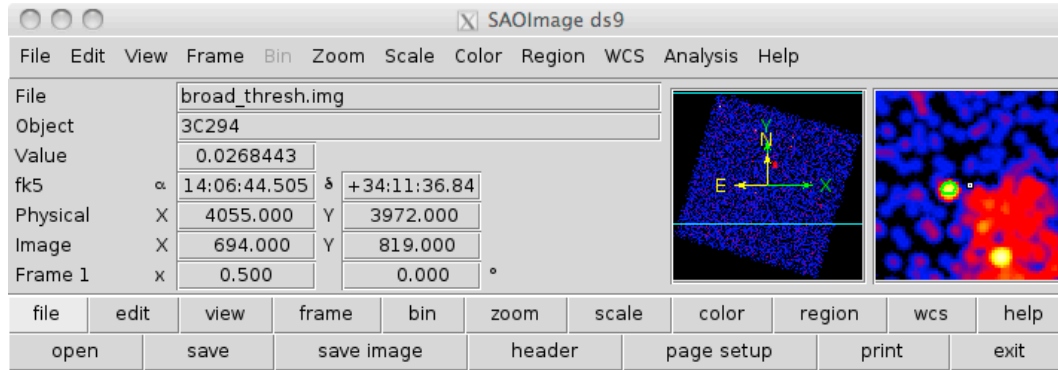 SAOImage ds9
File Edit View Frame Bin Zoom Scale Color Region WCS Analysis Help
File broad_thresh.img
Object 3C294
Value 0.0268443
fk5 α 14:06:44.505 δ +34:11:36.84
Physical X 4055.000 Y 3972.000
Image X 694.000 Y 819.000
Frame 1 x 0.500 0.000 °
Y
N
E X
file edit view frame bin zoom scale color region wcs help
open save save image header page setup print exit